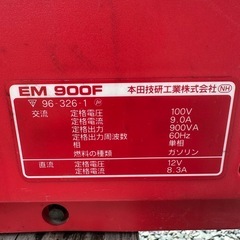 EM 900F 本田技研工業株式会社 NH
▽ 96-326-1
交流 定格電圧 100V
定格電流 9.0A
定格出力 900VA
定格出力周波数 60Hz
相 単相
燃料の種類 ガソリン
直流 定格電圧 12V
定格電流 8.3A